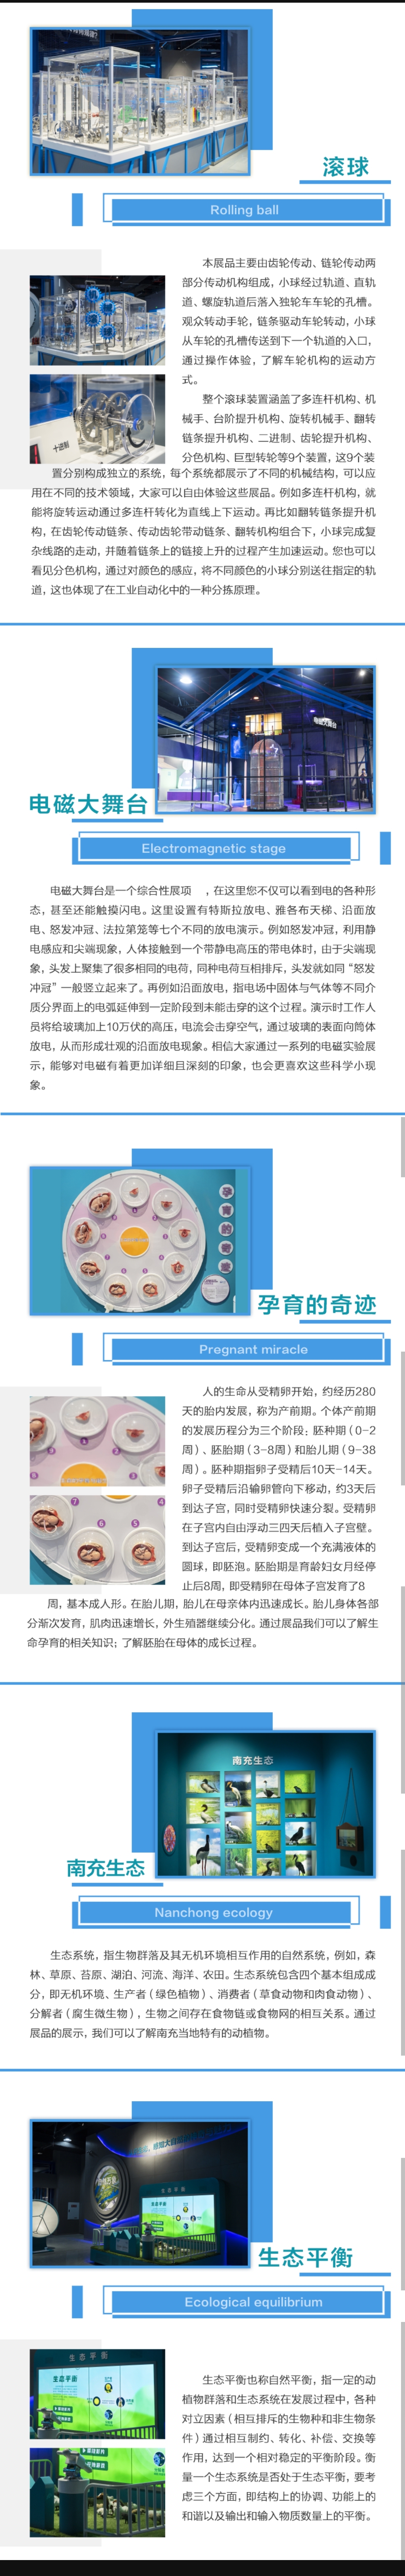 滚球
Rolling ball
本展品主要由齿轮传动、链轮传动两
部分传动机构组成，小球经过轨道、直轨
道、螺旋轨道后落入独轮车车轮的孔槽。
观众转动手轮，链条驱动车轮转动，小球
从车轮的孔槽传送到下一个轨道的入口，
通过操作体验，了解车轮机构的运动方
式。
整个滚球装置涵盖了多连杆机构、机
械手、台阶提升机构、旋转机械手、翻转
链条提升机构、二进制、齿轮提升机构、
分色机构、巨型转轮等9个装置，这9个装
置分别构成独立的系统，每个系统都展示了不同的机械结构，可以应
用在不同的技术领域，大家可以自由体验这些展品。例如多连杆机构，就
能将旋转运动通过多连杆转化为直线上下运动。再比如翻转链条提升机
构，在齿轮传动链条、传动齿轮带动链条、翻转机构组合下，小球完成复
杂线路的走动，并随着链条上的链接上升的过程产生加速运动。您也可以
看见分色机构，通过对颜色的感应，将不同颜色的小球分别送往指定的轨
道，这也体现了在工业自动化中的一种分拣原理。
十进制
电磁大舞台
电磁大舞台
Electromagnetic stage
电磁大舞台是一个综合性展项 ，在这里您不仅可以看到电的各种形
态，甚至还能触摸闪电。这里设置有特斯拉放电、雅各布天梯、沿面放
电、怒发冲冠、法拉第笼等七个不同的放电演示。例如怒发冲冠，利用静
电感应和尖端现象，人体接触到一个带静电高压的带电体时，由于尖端现
象，头发上聚集了很多相同的电荷，同种电荷互相排斥，头发就如同“怒发
冲冠”一般竖立起来了。再例如沿面放电，指电场中固体与气体等不同介
质分界面上的电弧延伸到一定阶段到未能击穿的这个过程。演示时工作人
员将给玻璃加上10万伏的高压，电流会击穿空气，通过玻璃的表面向筒体
放电，从而形成壮观的沿面放电现象。相信大家通过一系列的电磁实验展
示，能够对电磁有着更加详细且深刻的印象，也会更喜欢这些科学小现
象。
孕育的奇迹
孕育的奇迹
Pregnant miracle
人的生命从受精卵开始，约经历280
天的胎内发展，称为产前期。个体产前期
的发展历程分为三个阶段；胚种期（0-2
周）、胚胎期（3-8周）和胎儿期（9-38
周）。胚种期指卵子受精后10天-14天。
卵子受精后沿输卵管向下移动，约3天后
到达子宫，同时受精卵快速分裂。受精卵
在子宫内自由浮动三四天后植入子宫壁。
到达子宫后，受精卵变成一个充满液体的
圆球，即胚泡。胚胎期是育龄妇女月经停
止后8周，即受精卵在母体子宫发育了8
周，基本成人形。在胎儿期，胎儿在母亲体内迅速成长。胎儿身体各部
分渐次发育，肌肉迅速增长，外生殖器继续分化。通过展品我们可以了解生
命孕育的相关知识；了解胚胎在母体的成长过程。
南充生态
南充生态
Nanchong ecology
生态系统，指生物群落及其无机环境相互作用的自然系统，例如，森
林、草原、苔原、湖泊、河流、海洋、农田。生态系统包含四个基本组成成
分，即无机环境、生产者（绿色植物）、消费者（草食动物和肉食动物）、
分解者（腐生微生物），生物之间存在食物链或食物网的相互关系。通过
展品的展示，我们可以了解南充当地特有的动植物。
生态平衡
生态平衡
Ecological equilibrium
生态平衡
生态平衡
生态平衡也称自然平衡，指一定的动
植物群落和生态系统在发展过程中，各种
对立因素（相互排斥的生物种和非生物条
件）通过相互制约、转化、补偿、交换等
作用，达到一个相对稳定的平衡阶段。衡
量一个生态系统是否处于生态平衡，要考
虑三个方面，即结构上的协调、功能上的
和谐以及输出和输入物质数量上的平衡。